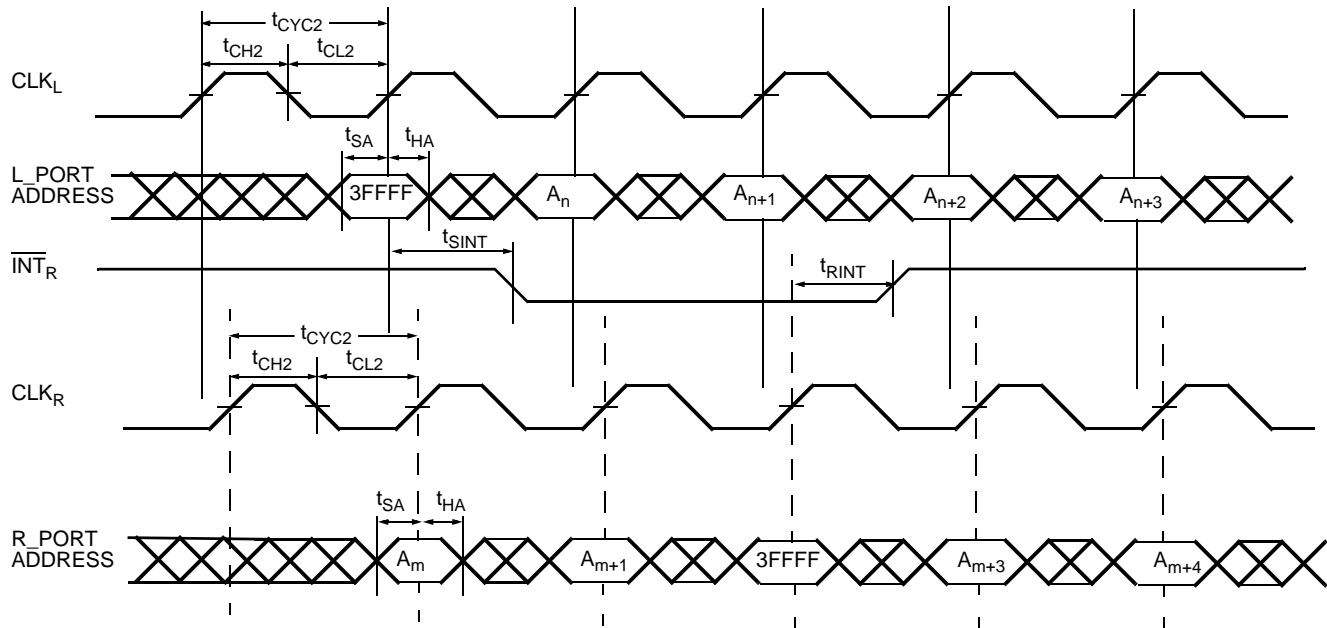 tCYC2
tCH2 tCL2
CLKL
tSA tHA
L_PORT
ADDRESS
3FFFF An An+1 An+2 An+3
tSINT
INTR
tRINT
tCYC2
tCH2 tCL2
CLKR
tSA tHA
R_PORT
ADDRESS
Am Am+1 3FFFF Am+3 Am+4